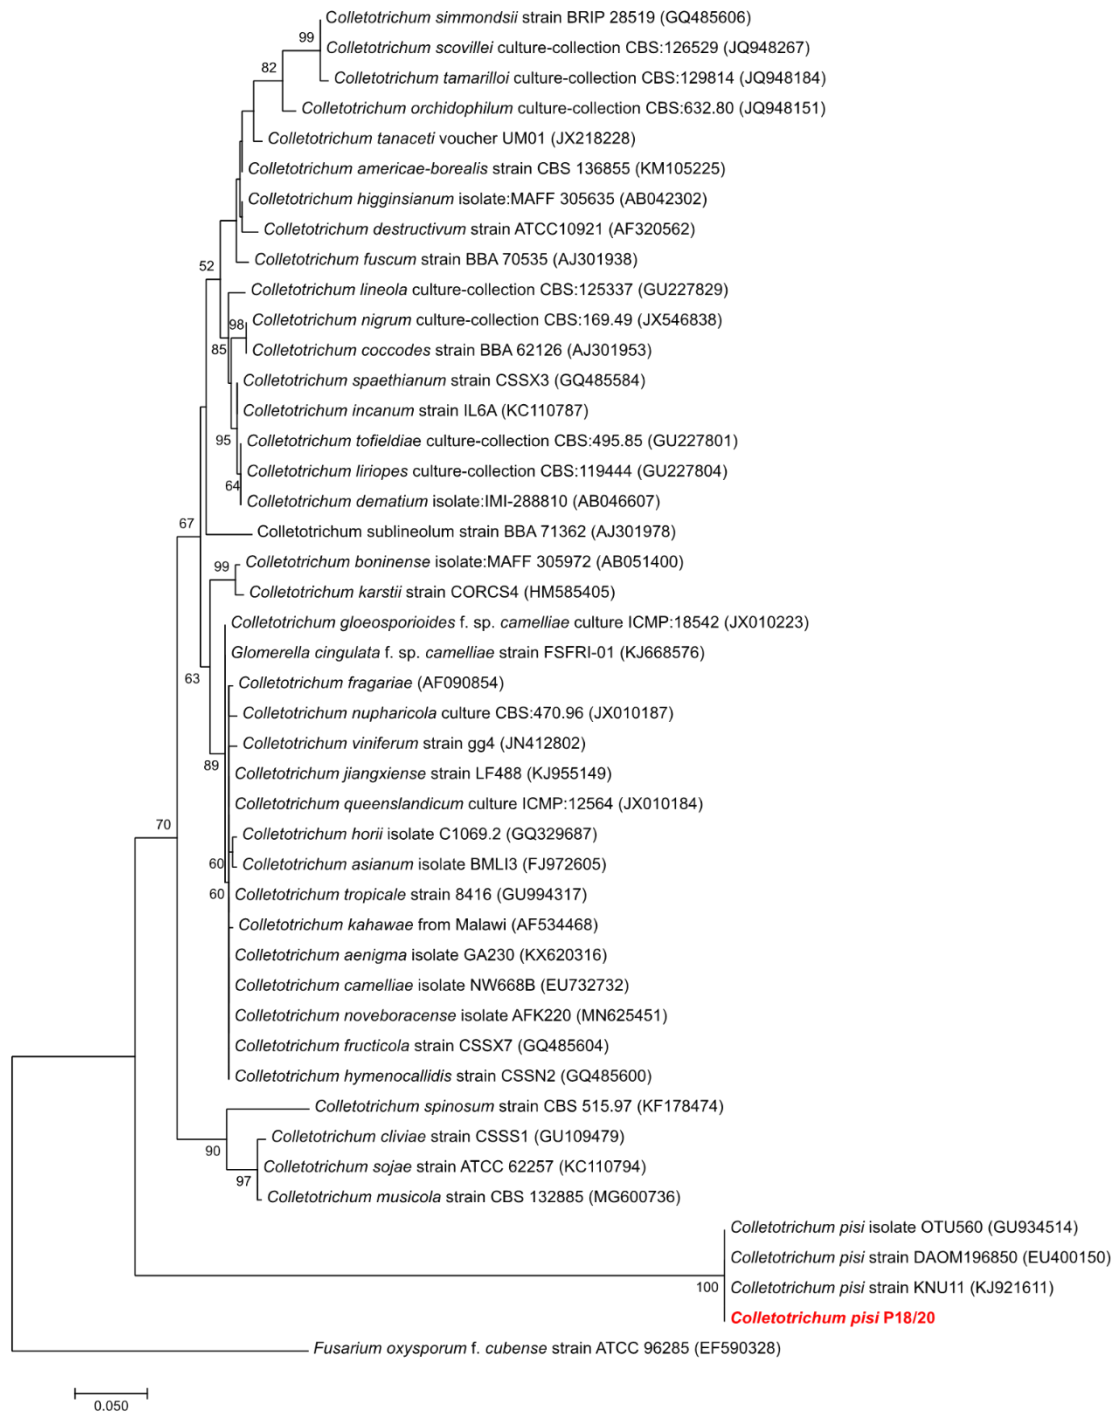 Colletotrichum simmondsii strain BRIP 28519 (GQ485606)
99
Colletotrichum scovillei culture-collection CBS:126529 (JQ948267)
82
Colletotrichum tamarilloi culture-collection CBS:129814 (JQ948184)
Colletotrichum orchidophilum culture-collection CBS:632.80 (JQ948151)
Colletotrichum tanaceti voucher UM01 (JX218228)
Colletotrichum americae-borealis strain CBS 136855 (KM105225)
Colletotrichum higginsianum isolate:MAFF 305635 (AB042302)
Colletotrichum destructivum strain ATCC10921 (AF320562)
Colletotrichum fuscum strain BBA 70535 (AJ301938)
52
Colletotrichum lineola culture-collection CBS:125337 (GU227829)
Colletotrichum nigrum culture-collection CBS:169.49 (JX546838)
98
85
Colletotrichum coccodes strain BBA 62126 (AJ301953)
Colletotrichum spaethianum strain CSSX3 (GQ485584)
Colletotrichum incanum strain IL6A (KC110787)
95
Colletotrichum tofieldiae culture-collection CBS:495.85 (GU227801)
Colletotrichum liriopes culture-collection CBS:119444 (GU227804)
64
Colletotrichum dematium isolate:IMI-288810 (AB046607)
67
Colletotrichum sublineolum strain BBA 71362 (AJ301978)
Colletotrichum boninense isolate:MAFF 305972 (AB051400)
99
Colletotrichum karstii strain CORCS4 (HM585405)
Colletotrichum gloeosporioides f. sp. camelliae culture ICMP:18542 (JX010223)
Glomerella cingulata f. sp. camelliae strain FSFRI-01 (KJ668576)
63
Colletotrichum fragariae (AF090854)
Colletotrichum nupharicola culture CBS:470.96 (JX010187)
Colletotrichum viniferum strain gg4 (JN412802)
89
Colletotrichum jiangxiense strain LF488 (KJ955149)
Colletotrichum queenslandicum culture ICMP:12564 (JX010184)
70
Colletotrichum horii isolate C1069.2 (GQ329687)
60
Colletotrichum asianum isolate BMLI3 (FJ972605)
60
Colletotrichum tropicale strain 8416 (GU994317)
Colletotrichum kahawae from Malawi (AF534468)
Colletotrichum aenigma isolate GA230 (KX620316)
Colletotrichum camelliae isolate NW668B (EU732732)
Colletotrichum noveboracense isolate AFK220 (MN625451)
Colletotrichum fructicola strain CSSX7 (GQ485604)
Colletotrichum hymenocallidis strain CSSN2 (GQ485600)
Colletotrichum spinosum strain CBS 515.97 (KF178474)
Colletotrichum cliviae strain CSSS1 (GU109479)
90
Colletotrichum sojae strain ATCC 62257 (KC110794)
97
Colletotrichum musicola strain CBS 132885 (MG600736)
Colletotrichum pisi isolate OTU560 (GU934514)
Colletotrichum pisi strain DAOM196850 (EU400150)
100
Colletotrichum pisi strain KNU11 (KJ921611)
Colletotrichum pisi P18/20
Fusarium oxysporum f. cubense strain ATCC 96285 (EF590328)
0.050